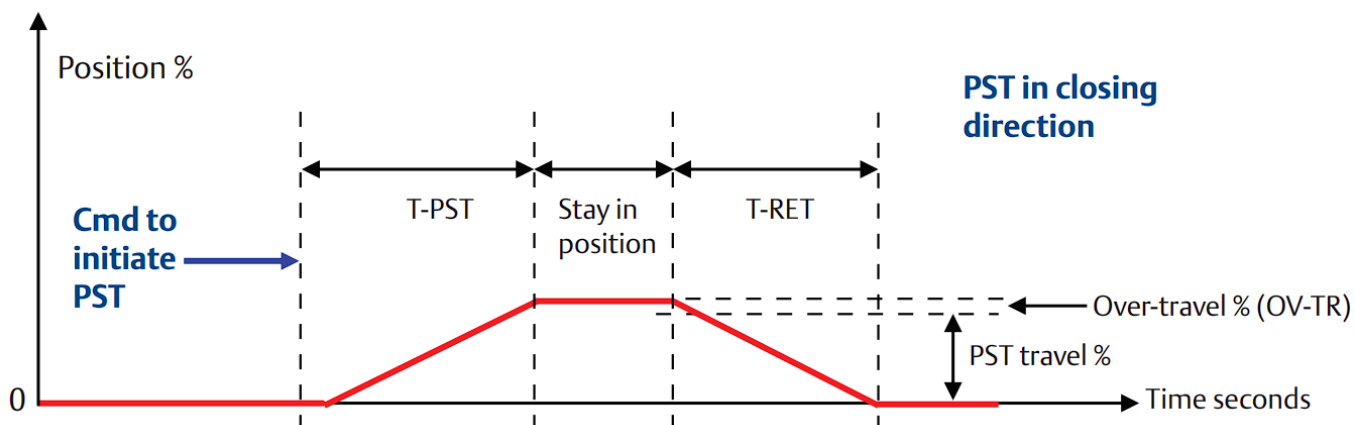 Position %
PST in closing
direction
T-PST
Stay in
position
T-RET
Cmd to
initiate
PST
Over-travel % (OV-TR)
PST travel %
0
Time seconds